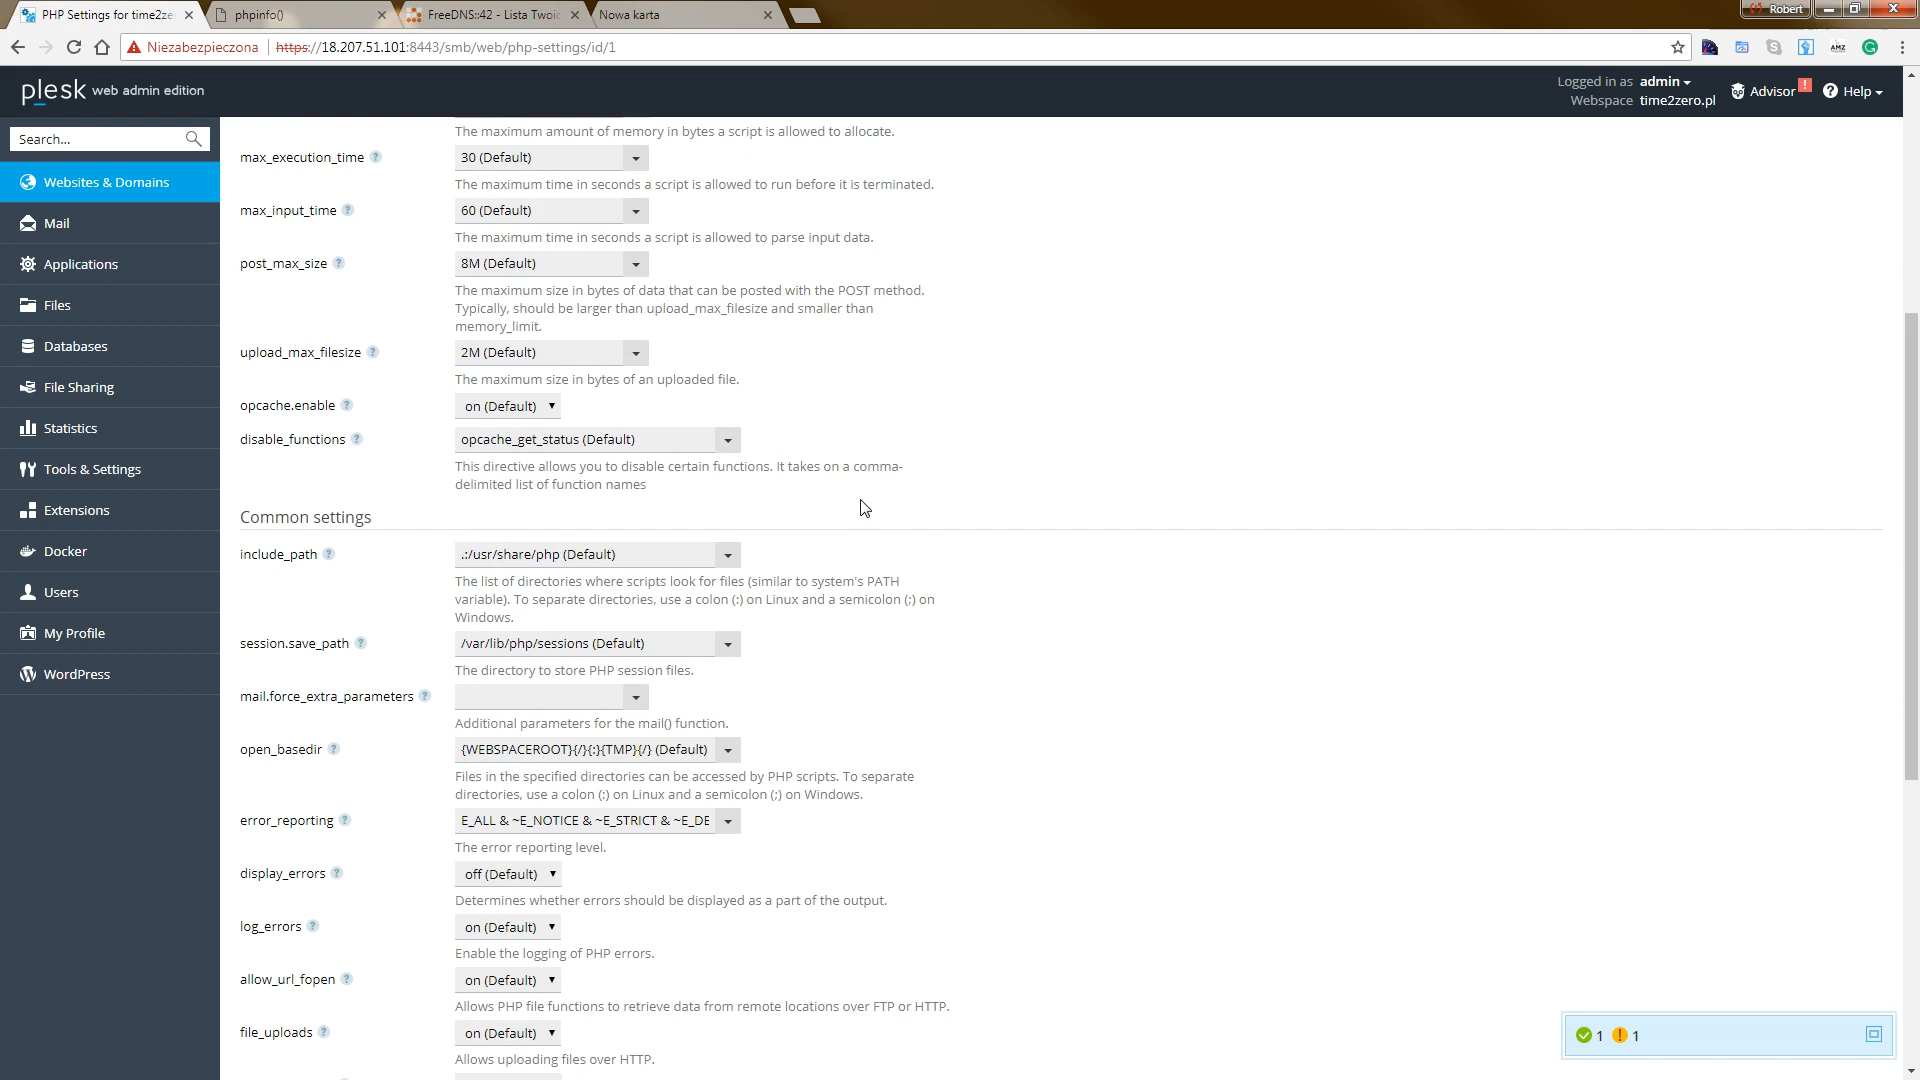 PHP Settings for time2ze
phpinfo()
FreeDNS::42 - Lista Twoic
Nowa karta
Robert
Niezabezpieczona
https://18.207.51.101:8443/smb/web/php-settings/id/1
AMZ
plesk web admin edition
Logged in as admin
Webspace time2zero.pl
Advisor
!
Help
Search...
Websites & Domains
Mail
Applications
Files
Databases
File Sharing
Statistics
Tools & Settings
Extensions
Docker
Users
My Profile
WordPress
The maximum amount of memory in bytes a script is allowed to allocate.
max_execution_time ? 30 (Default)
The maximum time in seconds a script is allowed to run before it is terminated.
max_input_time ? 60 (Default)
The maximum time in seconds a script is allowed to parse input data.
post_max_size ? 8M (Default)
The maximum size in bytes of data that can be posted with the POST method.
Typically, should be larger than upload_max_filesize and smaller than
memory_limit.
upload_max_filesize ? 2M (Default)
The maximum size in bytes of an uploaded file.
opcache.enable ? on (Default)
disable_functions ? opcache_get_status (Default)
This directive allows you to disable certain functions. It takes on a comma-
delimited list of function names
Common settings
include_path ? .:/usr/share/php (Default)
The list of directories where scripts look for files (similar to system's PATH
variable). To separate directories, use a colon (:) on Linux and a semicolon (;) on
Windows.
session.save_path ? /var/lib/php/sessions (Default)
The directory to store PHP session files.
mail.force_extra_parameters ?
Additional parameters for the mail() function.
open_basedir ? {WEBSPACEROOT}{/}{:}{TMP}{/} (Default)
Files in the specified directories can be accessed by PHP scripts. To separate
directories, use a colon (:) on Linux and a semicolon (;) on Windows.
error_reporting ? E_ALL & ~E_NOTICE & ~E_STRICT & ~E_DE
The error reporting level.
display_errors ? off (Default)
Determines whether errors should be displayed as a part of the output.
log_errors ? on (Default)
Enable the logging of PHP errors.
allow_url_fopen ? on (Default)
Allows PHP file functions to retrieve data from remote locations over FTP or HTTP.
file_uploads ? on (Default)
Allows uploading files over HTTP.
1 ! 1